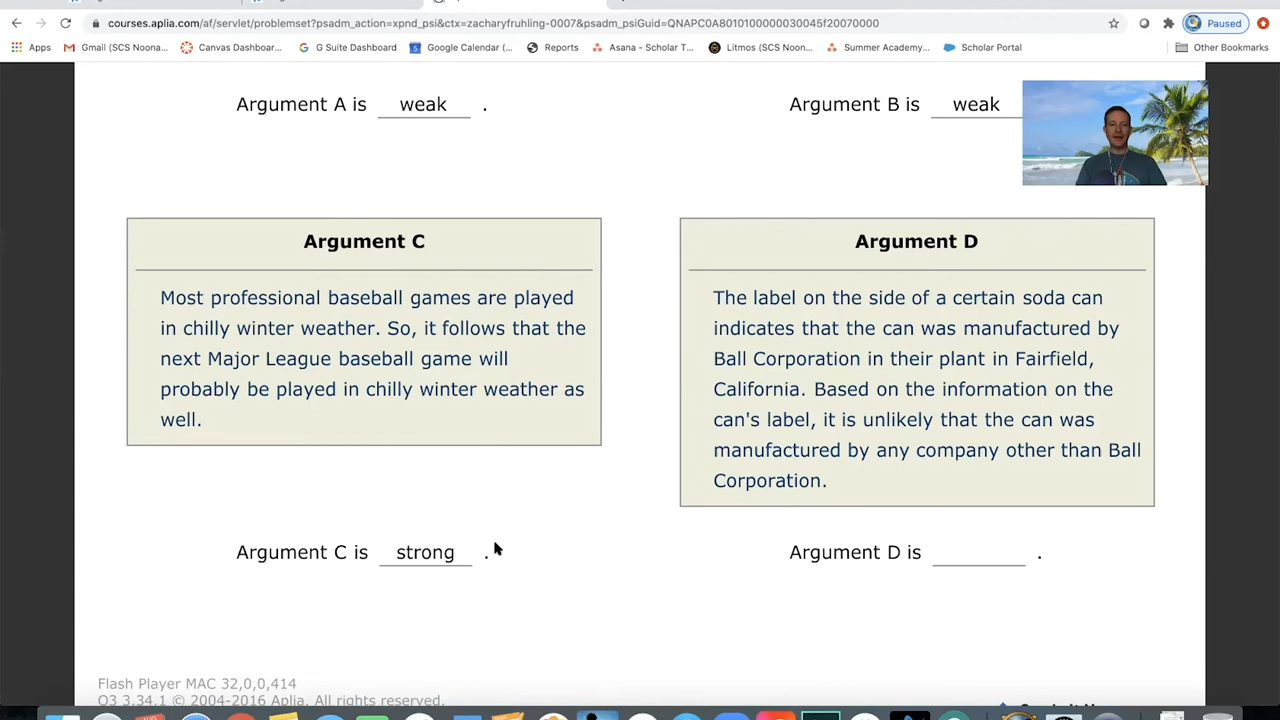 courses.aplia.com/af/servlet/problemset?psadm_action=xpnd_psi&ctx=zacharyfruhling-0007&psadm_psiGuid=QNAPC0A8010100000030045f20070000
Paused
Apps
Gmail (SCS Noona...
Canvas Dashboar...
G Suite Dashboard
Google Calendar (...
Reports
Asana - Scholar T...
Litmos (SCS Noon...
Summer Academy...
Scholar Portal
Other Bookmarks
Argument A is weak .
Argument B is weak
Argument C
Most professional baseball games are played
in chilly winter weather. So, it follows that the
next Major League baseball game will
probably be played in chilly winter weather as
well.
Argument C is strong .
Argument D
The label on the side of a certain soda can
indicates that the can was manufactured by
Ball Corporation in their plant in Fairfield,
California. Based on the information on the
can's label, it is unlikely that the can was
manufactured by any company other than Ball
Corporation.
Argument D is .
Flash Player MAC 32,0,0,414
O3 3.34.1 © 2004-2016 Aplia. All rights reserved.